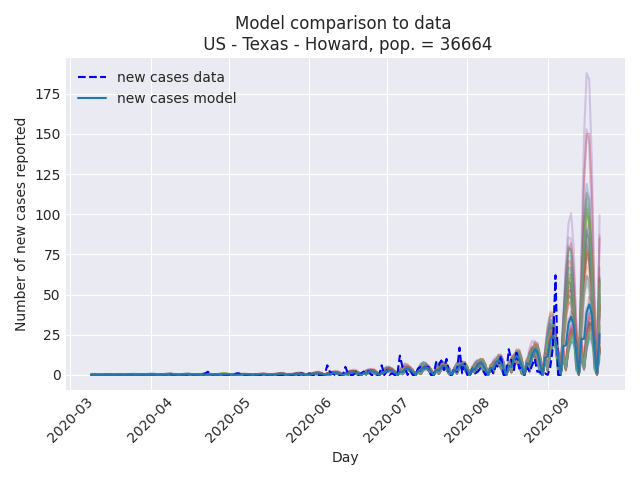 Model comparison to data
US - Texas - Howard, pop. = 36664
new cases data
new cases model
Number of new cases reported
175
150
125
100
75
50
25
0
2020-03
2020-04
2020-05
2020-06
2020-07
2020-08
2020-09
Day